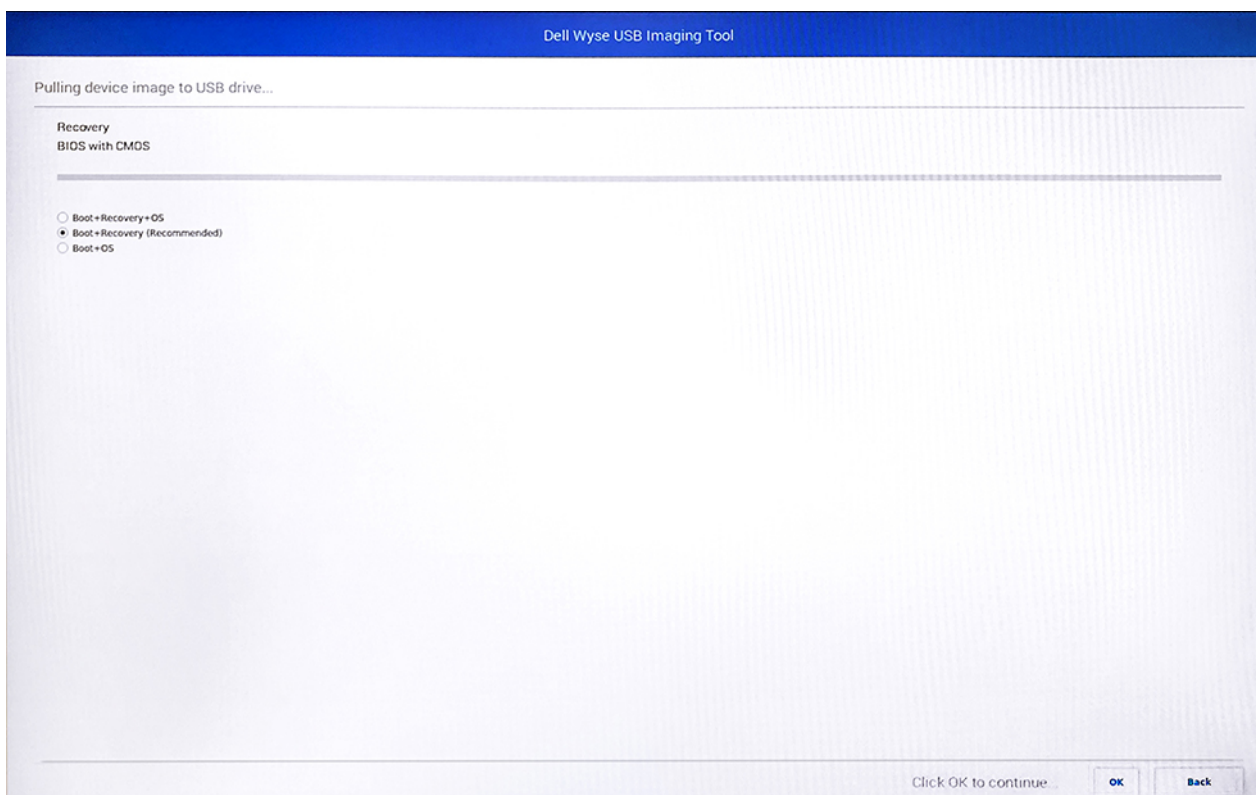 Dell Wyse USB Imaging Tool
Pulling device image to USB drive...
Recovery
BIOS with CMOS
Boot+Recovery+OS
Boot+Recovery (Recommended)
Boot+OS
Click OK to continue...
OK
Back